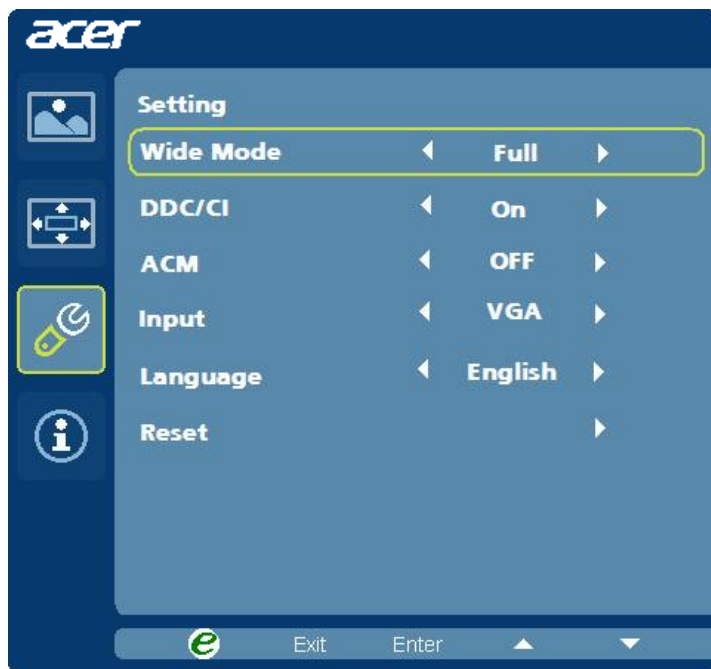 acer
Setting
Wide Mode Full
DDC/CI On
ACM OFF
Input VGA
Language English
Reset
e Exit Enter